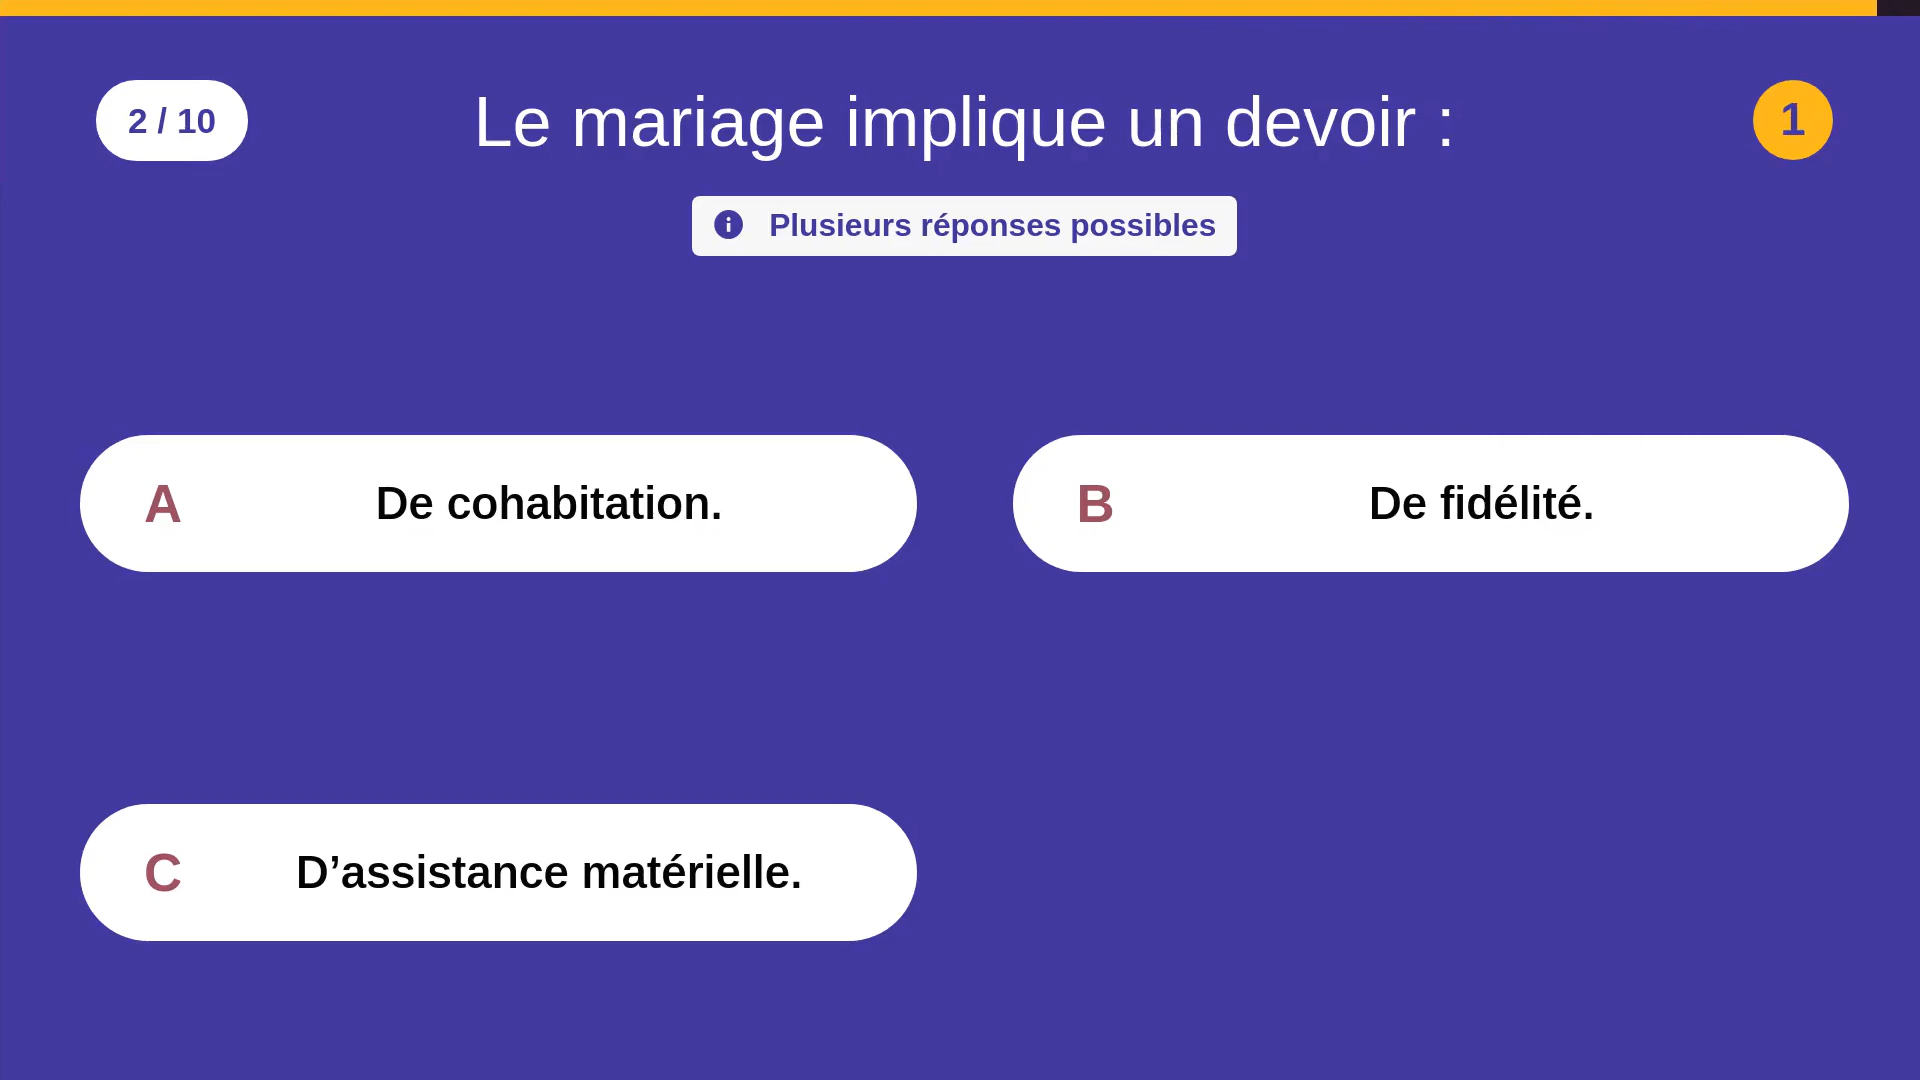 2 / 10
Le mariage implique un devoir :
1
Plusieurs réponses possibles
A De cohabitation.
B De fidélité.
C D’assistance matérielle.